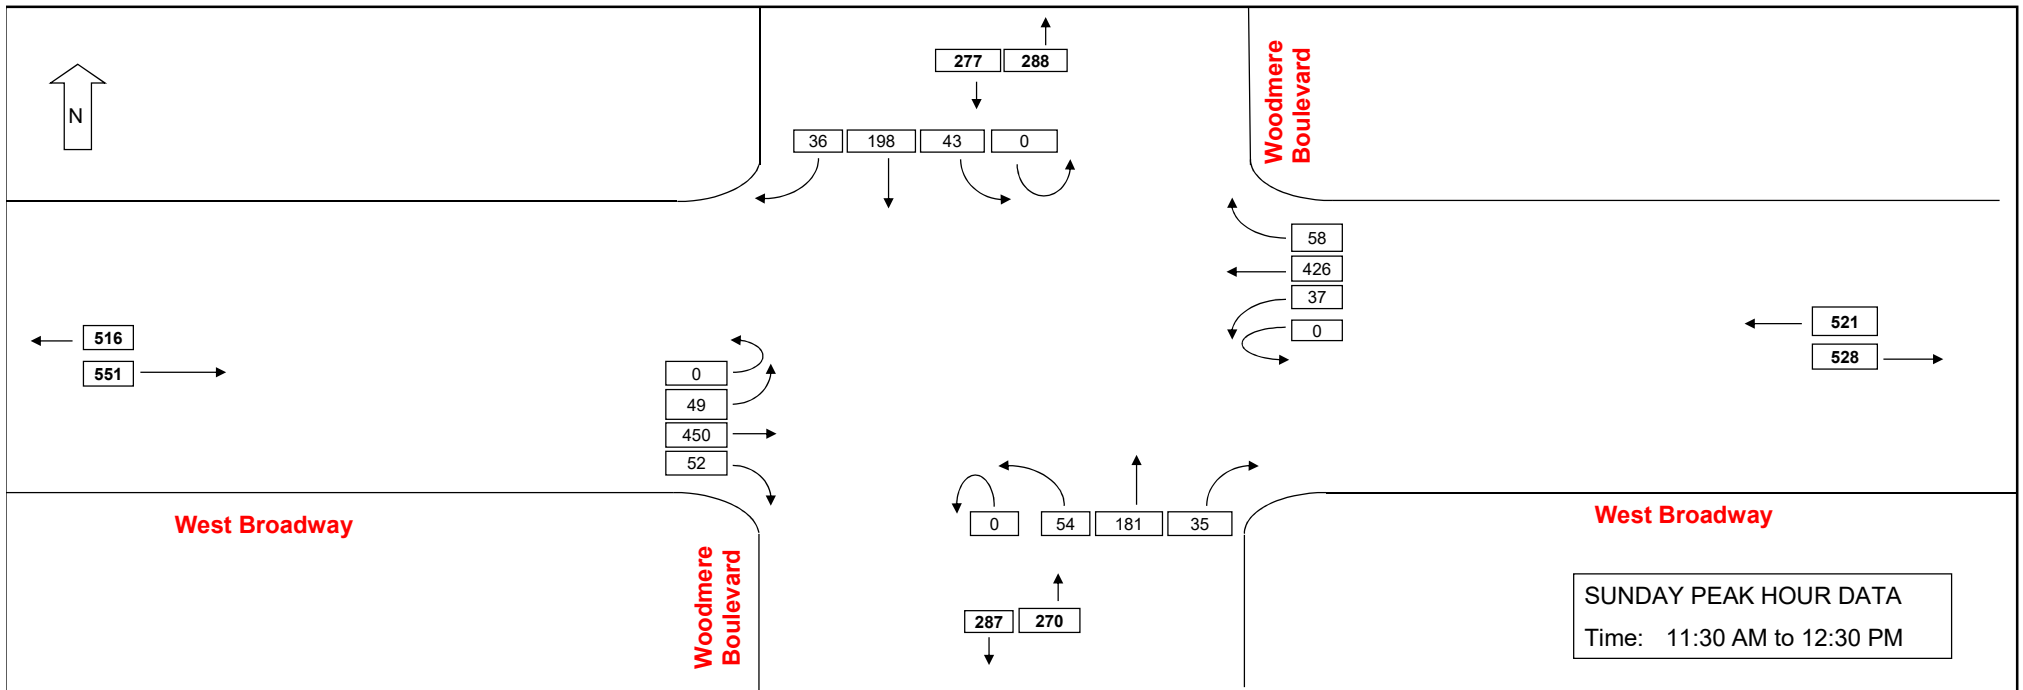 277 288
Woodmere
Boulevard
N
36 198 43 0
58
426
37
0
516
551
521
528
0
49
450
52
West Broadway
0 54 181 35
West Broadway
Woodmere
Boulevard
287 270
SUNDAY PEAK HOUR DATA
Time: 11:30 AM to 12:30 PM